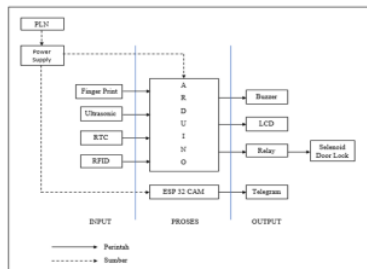 PLN
Power
Supply
Finger Print
Ultrasonic
RTC
RFID
A
R
D
U
I
N
O
Buzzer
LCD
Relay
Selenoid
Door Lock
ESP 32 CAM
Telegram
INPUT
PROSES
OUTPUT
Perintah
Sumber